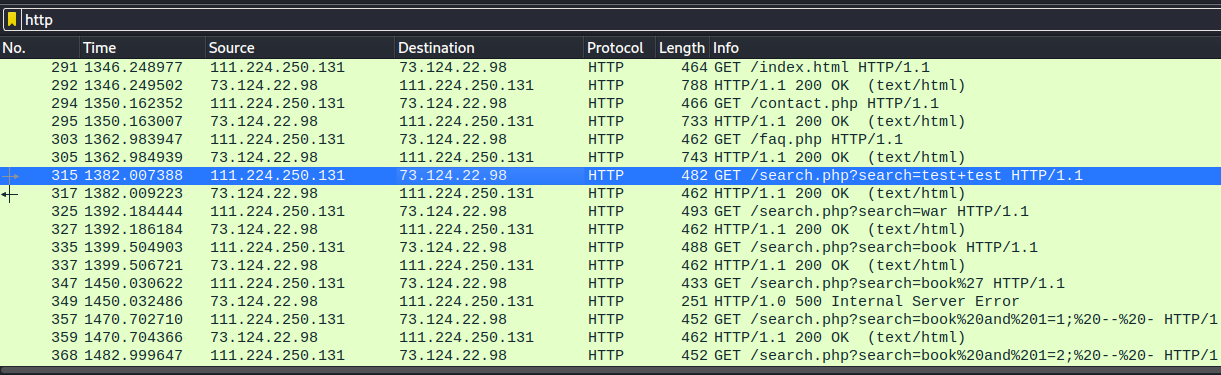 http
No. Time Source Destination Protocol Length Info
291 1346.248977 111.224.250.131 73.124.22.98 HTTP 464 GET /index.html HTTP/1.1
292 1346.249502 73.124.22.98 111.224.250.131 HTTP 788 HTTP/1.1 200 OK  (text/html)
294 1350.162352 111.224.250.131 73.124.22.98 HTTP 466 GET /contact.php HTTP/1.1
295 1350.163007 73.124.22.98 111.224.250.131 HTTP 733 HTTP/1.1 200 OK  (text/html)
303 1362.983947 111.224.250.131 73.124.22.98 HTTP 462 GET /faq.php HTTP/1.1
305 1362.984939 73.124.22.98 111.224.250.131 HTTP 743 HTTP/1.1 200 OK  (text/html)
315 1382.007388 111.224.250.131 73.124.22.98 HTTP 482 GET /search.php?search=test+test HTTP/1.1
317 1382.009223 73.124.22.98 111.224.250.131 HTTP 462 HTTP/1.1 200 OK  (text/html)
325 1392.184444 111.224.250.131 73.124.22.98 HTTP 493 GET /search.php?search=war HTTP/1.1
327 1392.186184 73.124.22.98 111.224.250.131 HTTP 462 HTTP/1.1 200 OK  (text/html)
335 1399.504903 111.224.250.131 73.124.22.98 HTTP 488 GET /search.php?search=book HTTP/1.1
337 1399.506721 73.124.22.98 111.224.250.131 HTTP 462 HTTP/1.1 200 OK  (text/html)
347 1450.030622 111.224.250.131 73.124.22.98 HTTP 433 GET /search.php?search=book%27 HTTP/1.1
349 1450.032486 73.124.22.98 111.224.250.131 HTTP 251 HTTP/1.0 500 Internal Server Error
357 1470.702710 111.224.250.131 73.124.22.98 HTTP 452 GET /search.php?search=book%20and%201=1;%20--%20- HTTP/1
359 1470.704366 73.124.22.98 111.224.250.131 HTTP 462 HTTP/1.1 200 OK  (text/html)
368 1482.999647 111.224.250.131 73.124.22.98 HTTP 452 GET /search.php?search=book%20and%201=2;%20--%20- HTTP/1